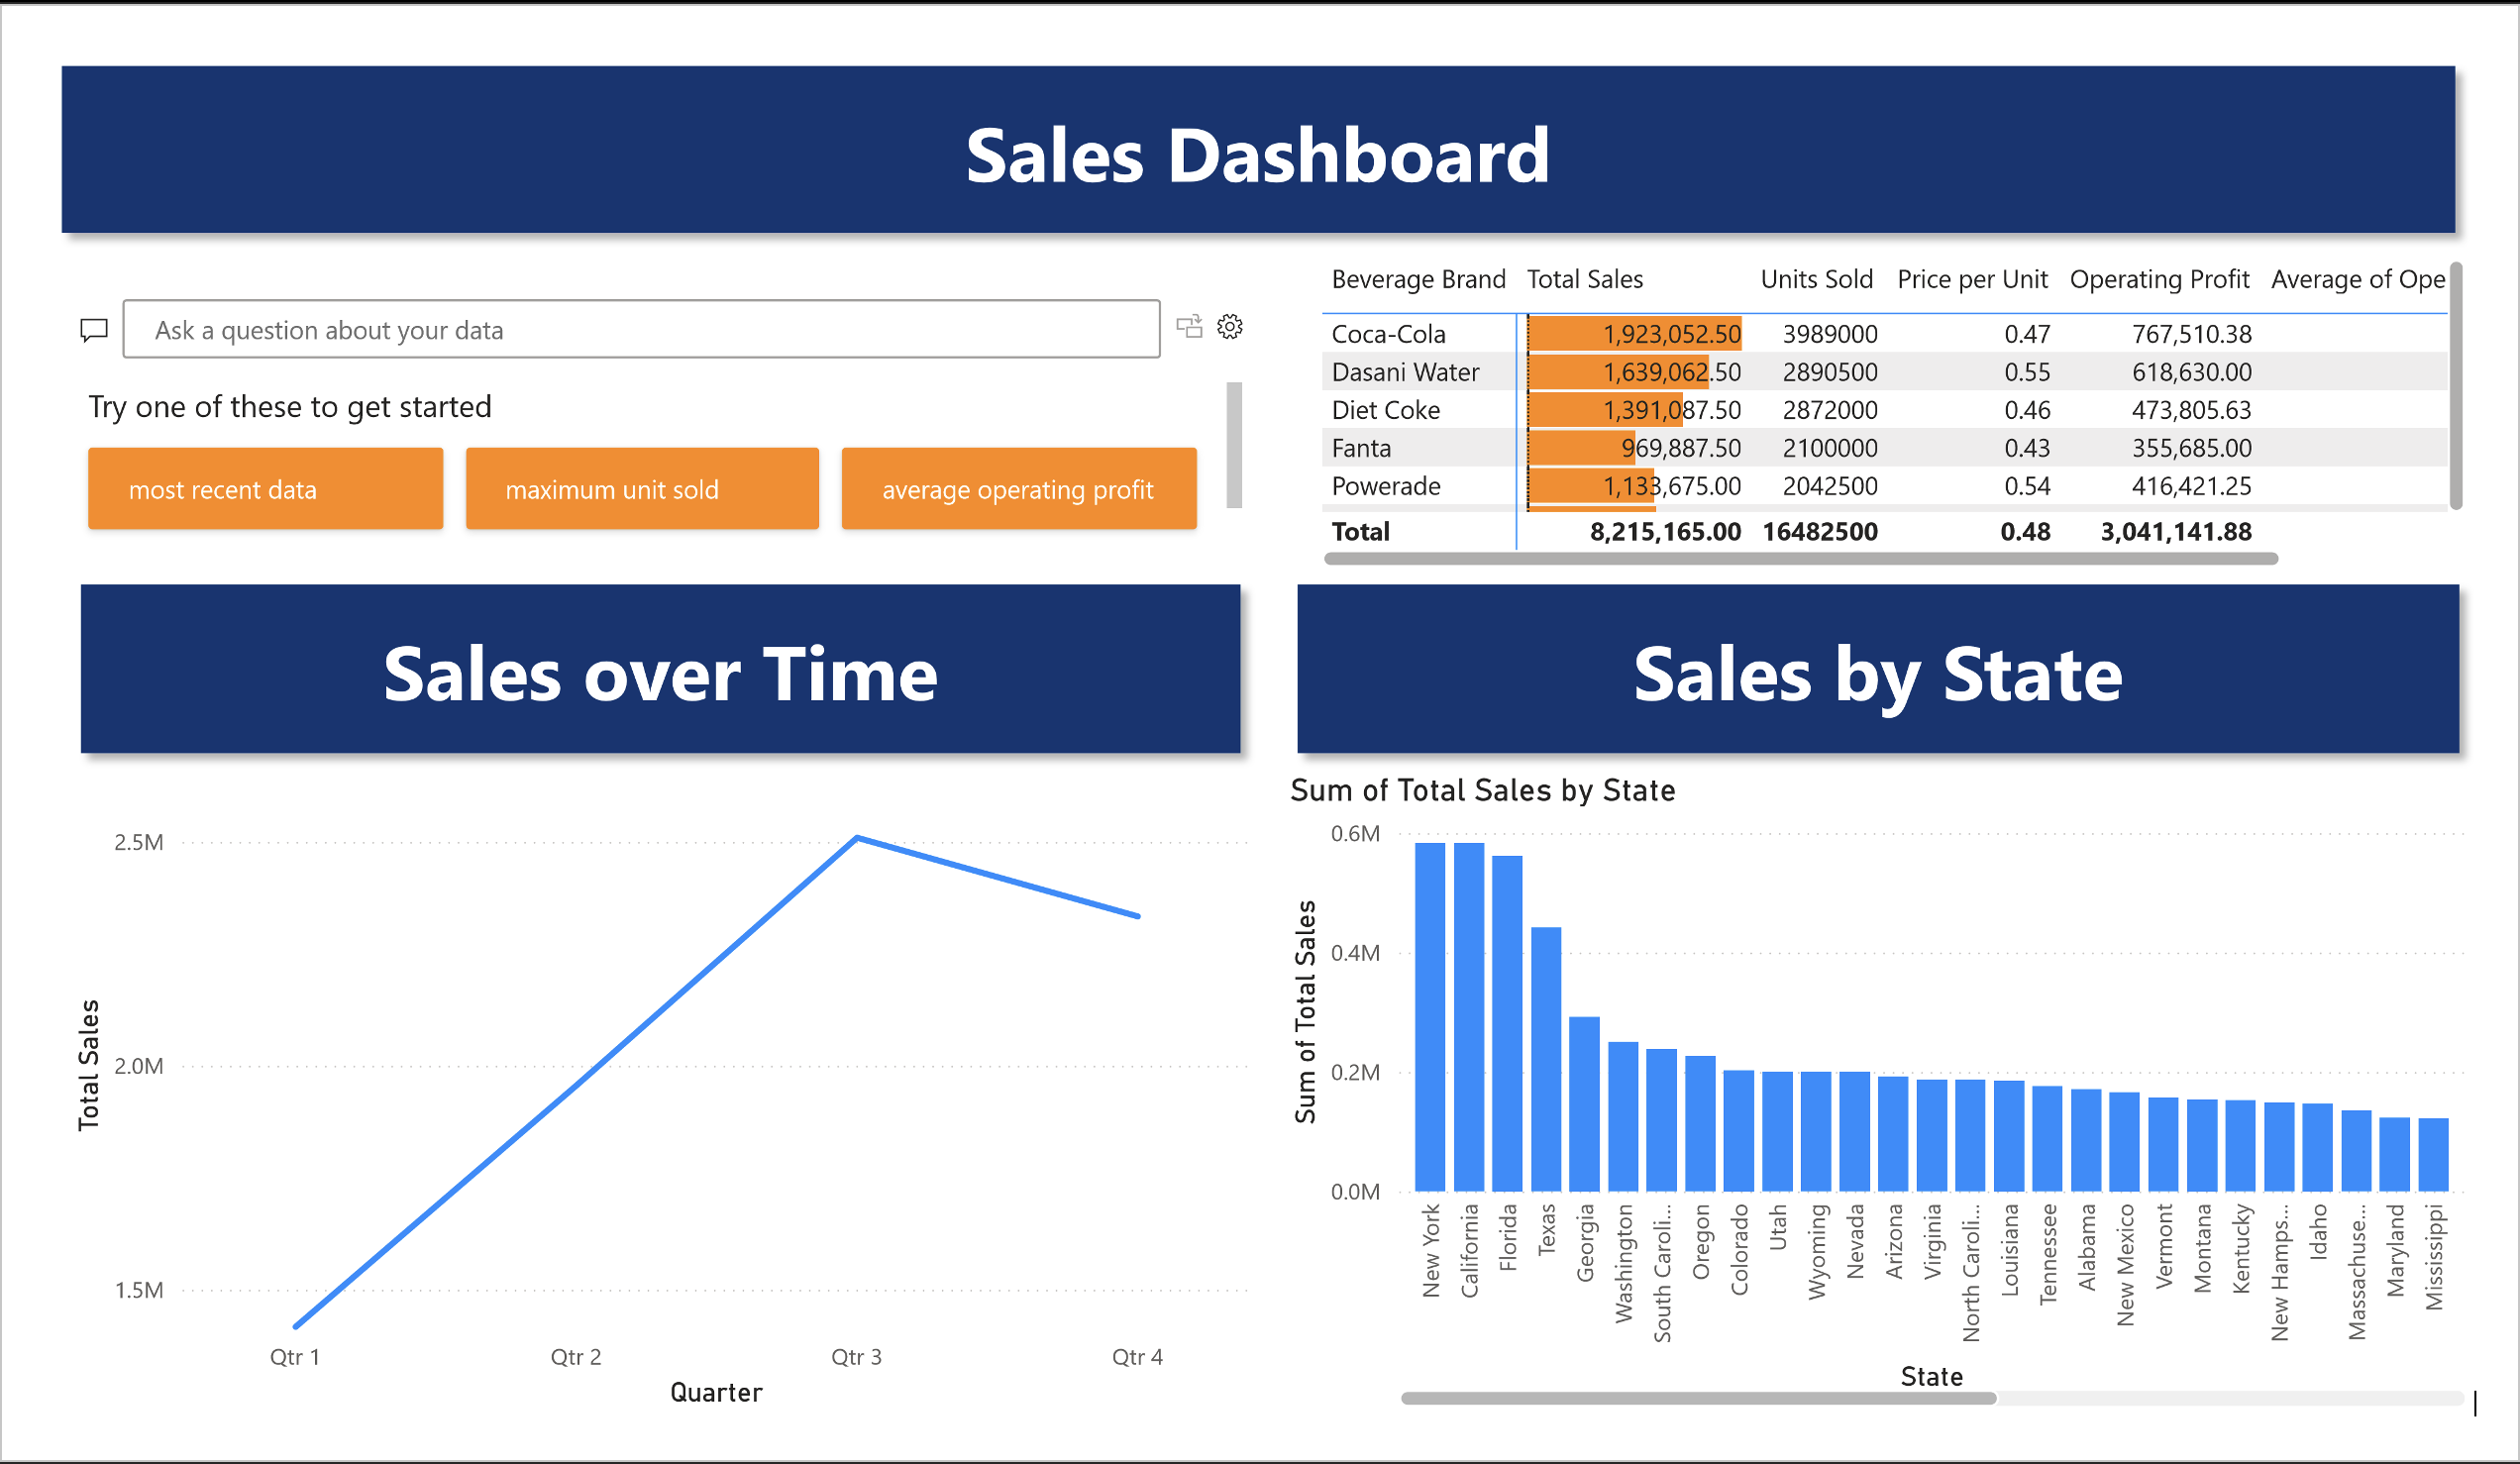 Sales Dashboard
Ask a question about your data
Try one of these to get started
most recent data
maximum unit sold
average operating profit
Beverage Brand Total Sales Units Sold Price per Unit Operating Profit Average of Ope
Coca-Cola 1,923,052.50 3989000 0.47 767,510.38
Dasani Water 1,639,062.50 2890500 0.55 618,630.00
Diet Coke 1,391,087.50 2872000 0.46 473,805.63
Fanta 969,887.50 2100000 0.43 355,685.00
Powerade 1,133,675.00 2042500 0.54 416,421.25
Total 8,215,165.00 16482500 0.48 3,041,141.88
Sales over Time
Total Sales
2.5M
2.0M
1.5M
Qtr 1 Qtr 2 Qtr 3 Qtr 4
Quarter
Sales by State
Sum of Total Sales by State
Sum of Total Sales
0.6M
0.4M
0.2M
0.0M
New York
California
Florida
Texas
Georgia
Washington
South Caroli...
Oregon
Colorado
Utah
Wyoming
Nevada
Arizona
Virginia
North Caroli...
Louisiana
Tennessee
Alabama
New Mexico
Vermont
Montana
Kentucky
New Hamps...
Idaho
Massachuse...
Maryland
Mississippi
State